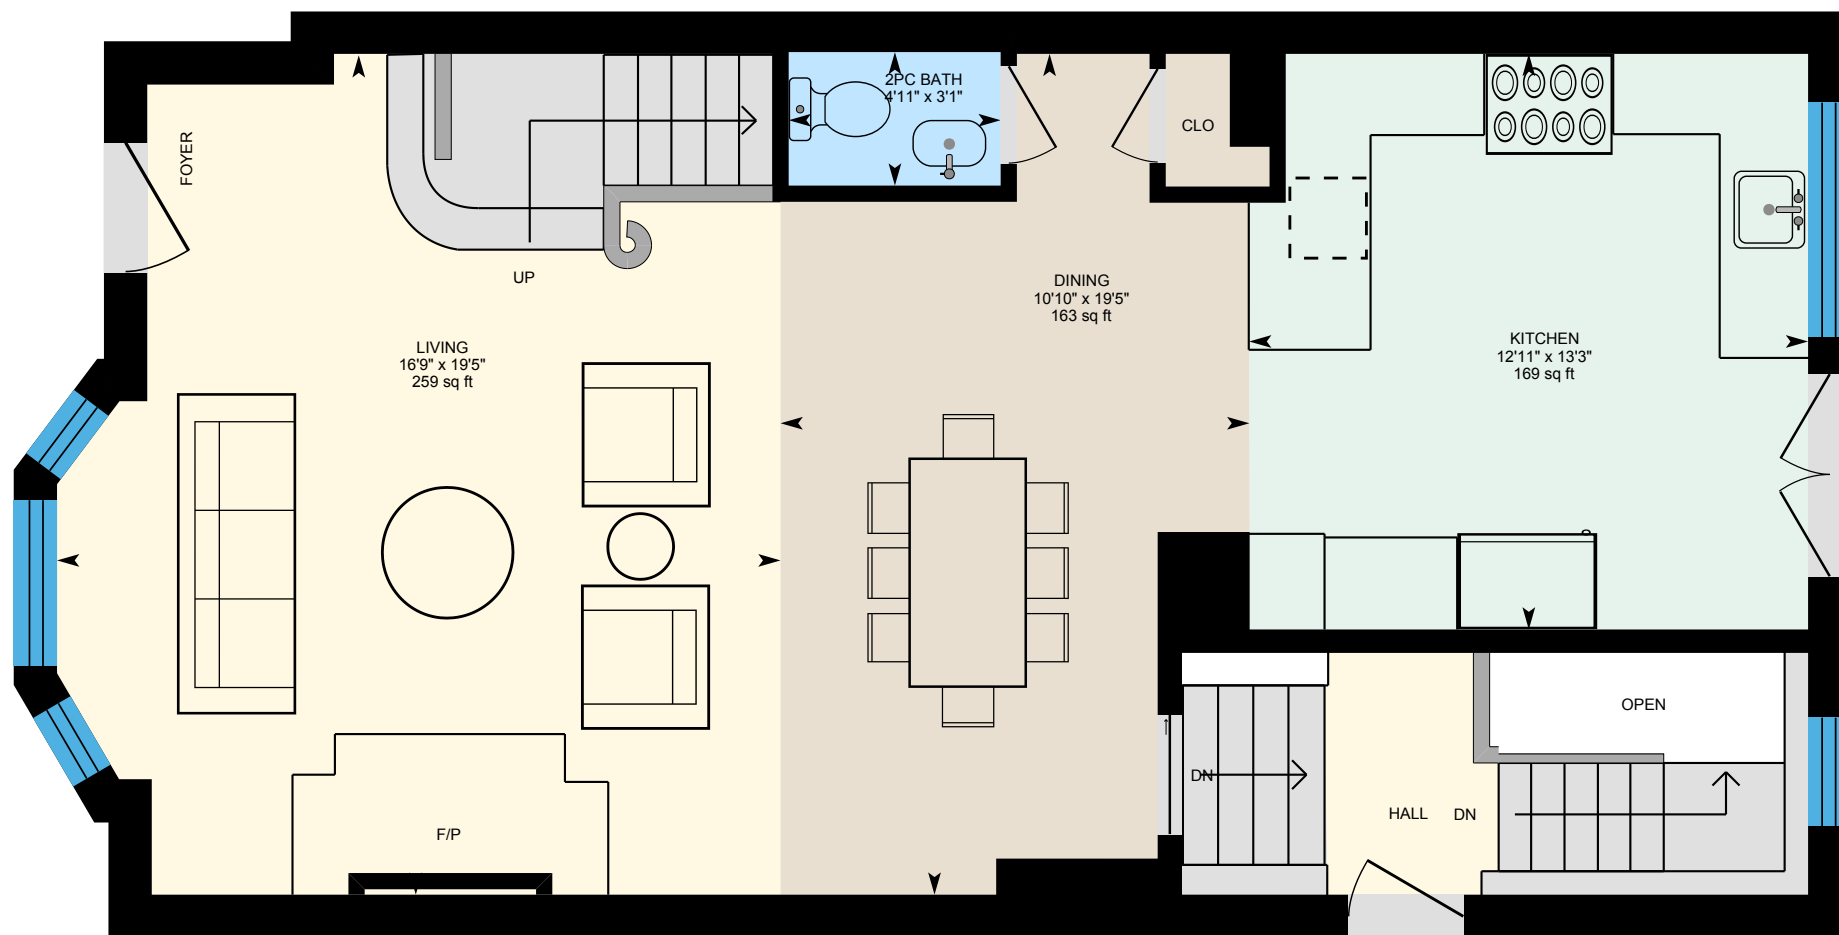 2PC BATH
4'11" x 3'1"
CLO
FOYER
UP
DINING
10'10" x 19'5"
163 sq ft
LIVING
16'9" x 19'5"
259 sq ft
KITCHEN
12'11" x 13'3"
169 sq ft
OPEN
DN
HALL
DN
F/P